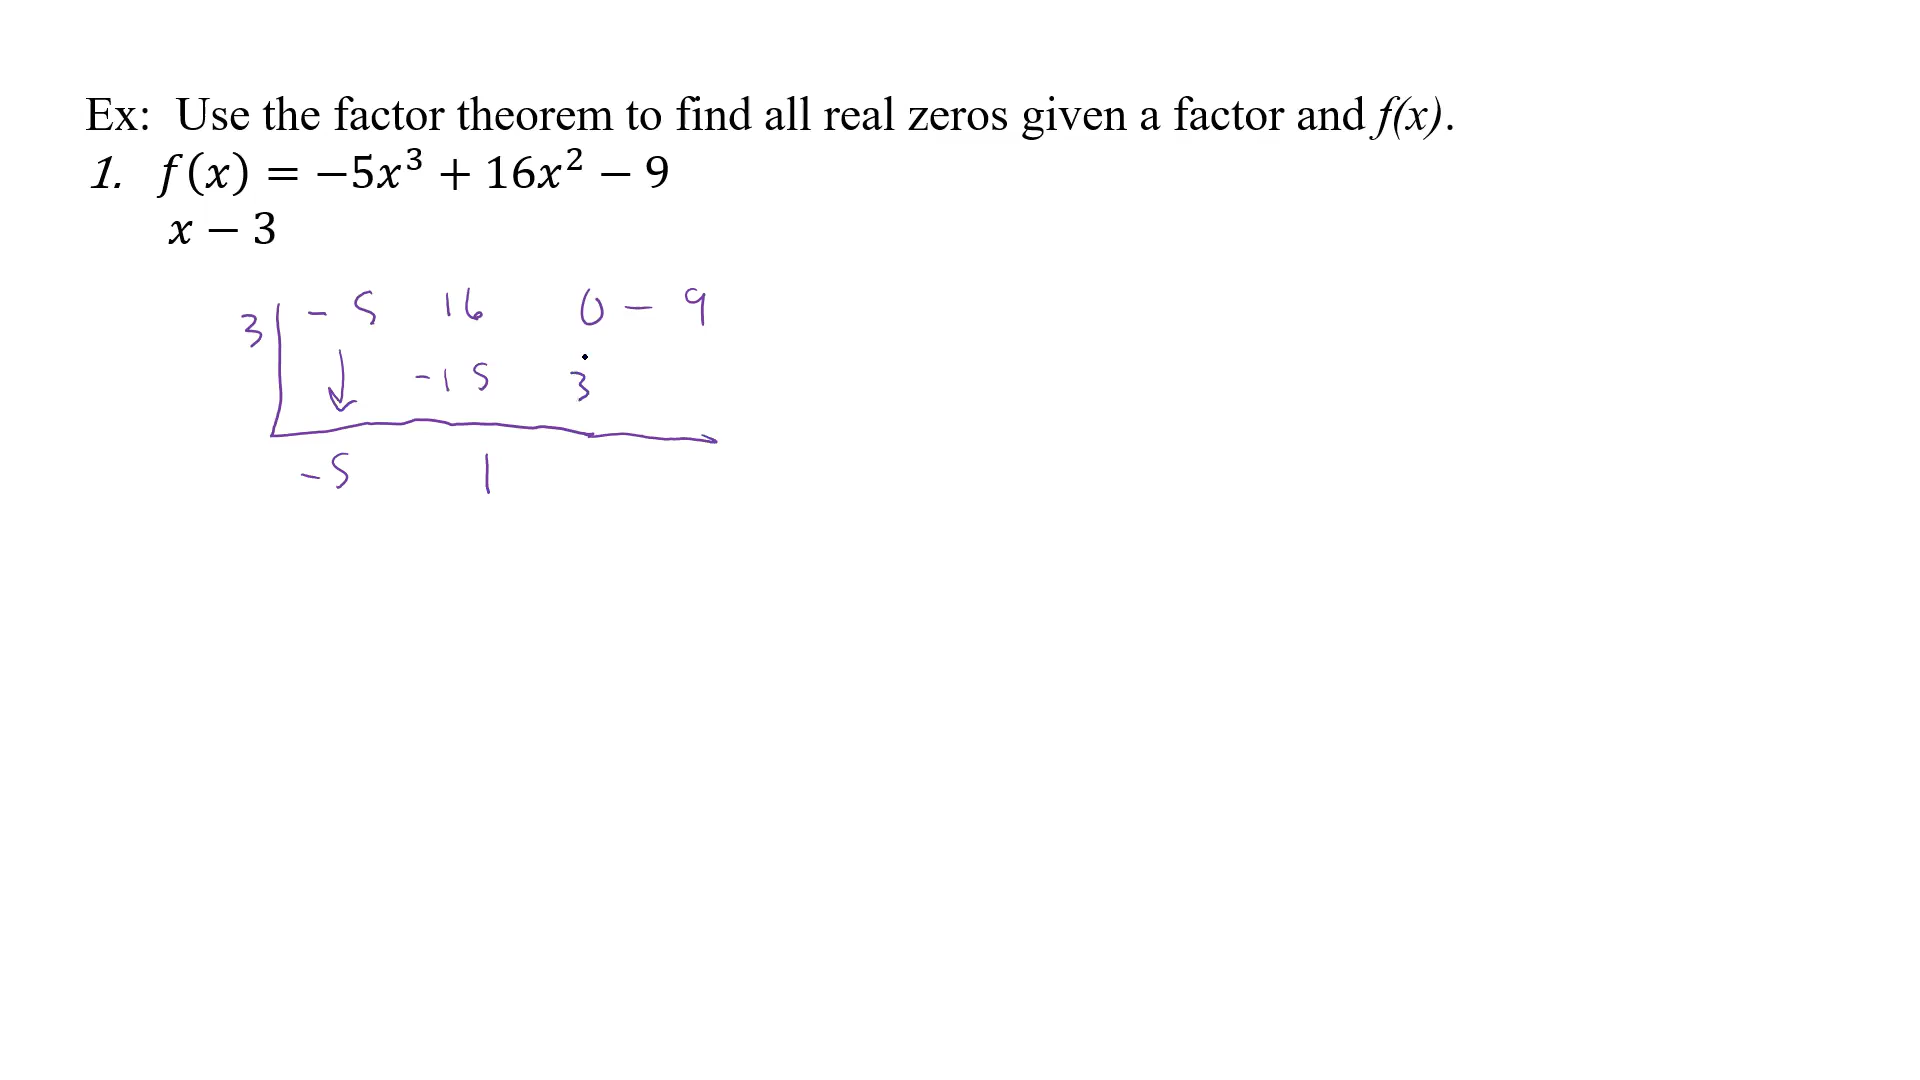 Ex: Use the factor theorem to find all real zeros given a factor and f(x).
1. f(x) = −5x³ + 16x² − 9
x − 3
3 | -5 16 0 -9
-15 3
-5 1